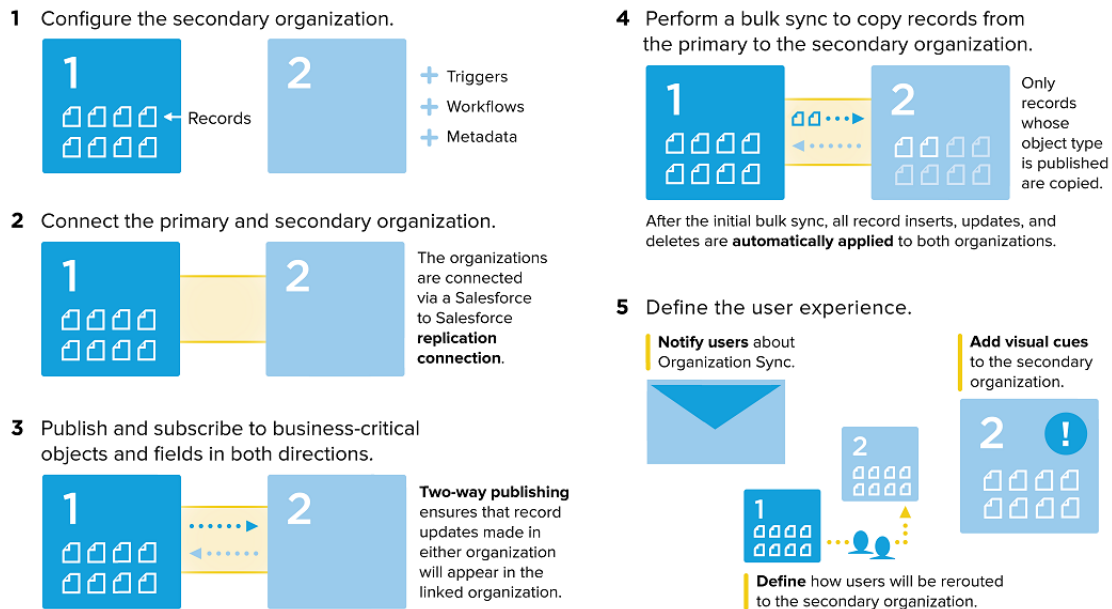 1 Configure the secondary organization.
1
Records
2
Triggers
Workflows
Metadata
2 Connect the primary and secondary organization.
1
2
The organizations
are connected
via a Salesforce
to Salesforce
replication
connection.
3 Publish and subscribe to business-critical
objects and fields in both directions.
1
2
Two-way publishing
ensures that record
updates made in
either organization
will appear in the
linked organization.
4 Perform a bulk sync to copy records from
the primary to the secondary organization.
1
2
Only
records
whose
object type
is published
are copied.
After the initial bulk sync, all record inserts, updates, and
deletes are automatically applied to both organizations.
5 Define the user experience.
Notify users about
Organization Sync.
1
2
Define how users will be rerouted
to the secondary organization.
Add visual cues
to the secondary
organization.
2
!